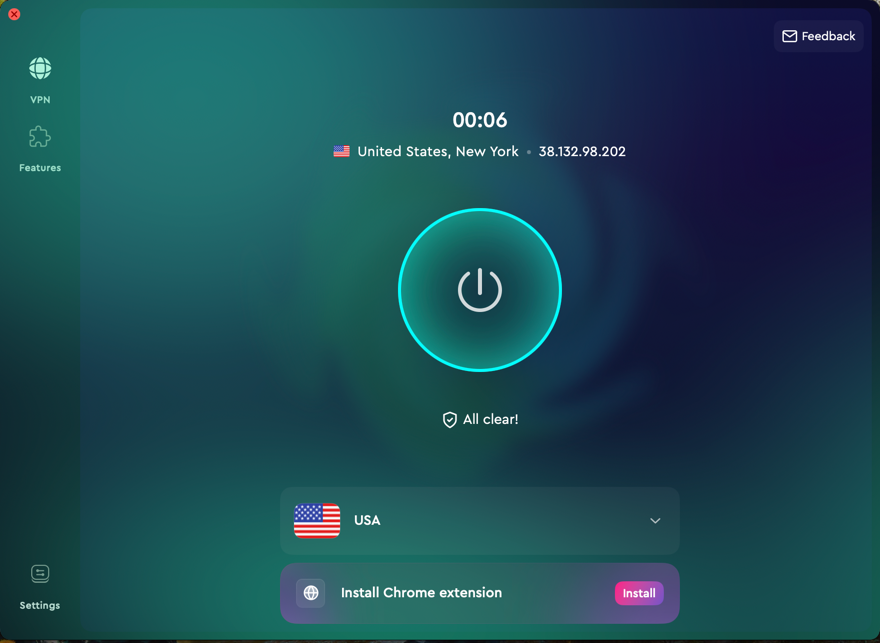 Feedback
VPN
Features
00:06
United States, New York • 38.132.98.202
All clear!
USA
Install Chrome extension
Install
Settings